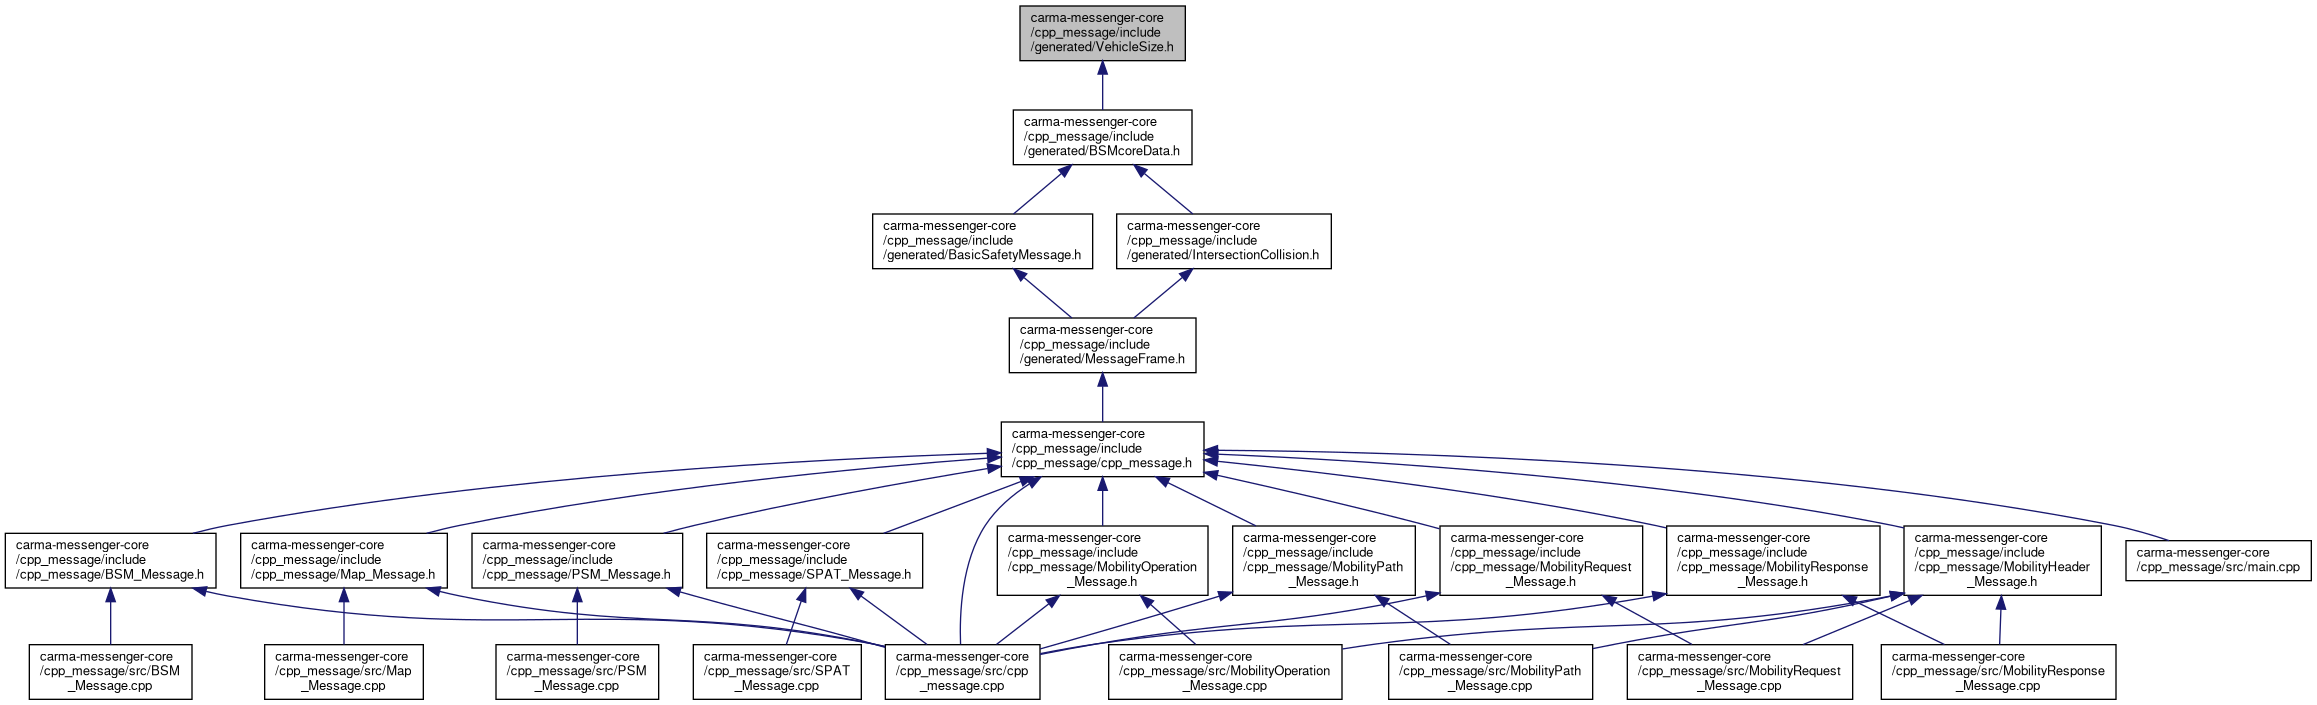 carma-messenger-core
/cpp_message/include
/generated/VehicleSize.h
carma-messenger-core
/cpp_message/include
/generated/BSMcoreData.h
carma-messenger-core
/cpp_message/include
/generated/BasicSafetyMessage.h
carma-messenger-core
/cpp_message/include
/generated/IntersectionCollision.h
carma-messenger-core
/cpp_message/include
/generated/MessageFrame.h
carma-messenger-core
/cpp_message/include
/cpp_message/cpp_message.h
carma-messenger-core
/cpp_message/include
/cpp_message/BSM_Message.h
carma-messenger-core
/cpp_message/include
/cpp_message/Map_Message.h
carma-messenger-core
/cpp_message/include
/cpp_message/PSM_Message.h
carma-messenger-core
/cpp_message/include
/cpp_message/SPAT_Message.h
carma-messenger-core
/cpp_message/include
/cpp_message/MobilityOperation
_Message.h
carma-messenger-core
/cpp_message/include
/cpp_message/MobilityPath
_Message.h
carma-messenger-core
/cpp_message/include
/cpp_message/MobilityRequest
_Message.h
carma-messenger-core
/cpp_message/include
/cpp_message/MobilityResponse
_Message.h
carma-messenger-core
/cpp_message/include
/cpp_message/MobilityHeader
_Message.h
carma-messenger-core
/cpp_message/src/main.cpp
carma-messenger-core
/cpp_message/src/BSM
_Message.cpp
carma-messenger-core
/cpp_message/src/Map
_Message.cpp
carma-messenger-core
/cpp_message/src/PSM
_Message.cpp
carma-messenger-core
/cpp_message/src/SPAT
_Message.cpp
carma-messenger-core
/cpp_message/src/cpp
_message.cpp
carma-messenger-core
/cpp_message/src/MobilityOperation
_Message.cpp
carma-messenger-core
/cpp_message/src/MobilityPath
_Message.cpp
carma-messenger-core
/cpp_message/src/MobilityRequest
_Message.cpp
carma-messenger-core
/cpp_message/src/MobilityResponse
_Message.cpp